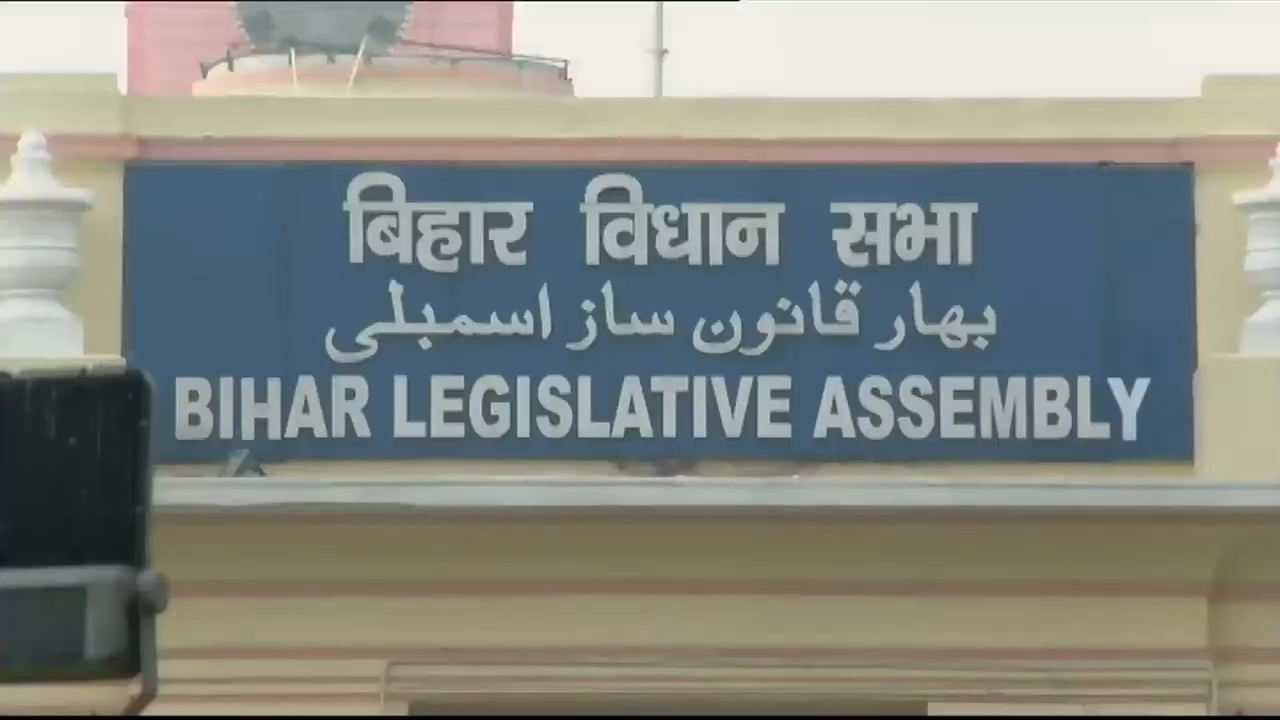 बिहार विधान सभा
بہار قانون ساز اسمبلی
BIHAR LEGISLATIVE ASSEMBLY